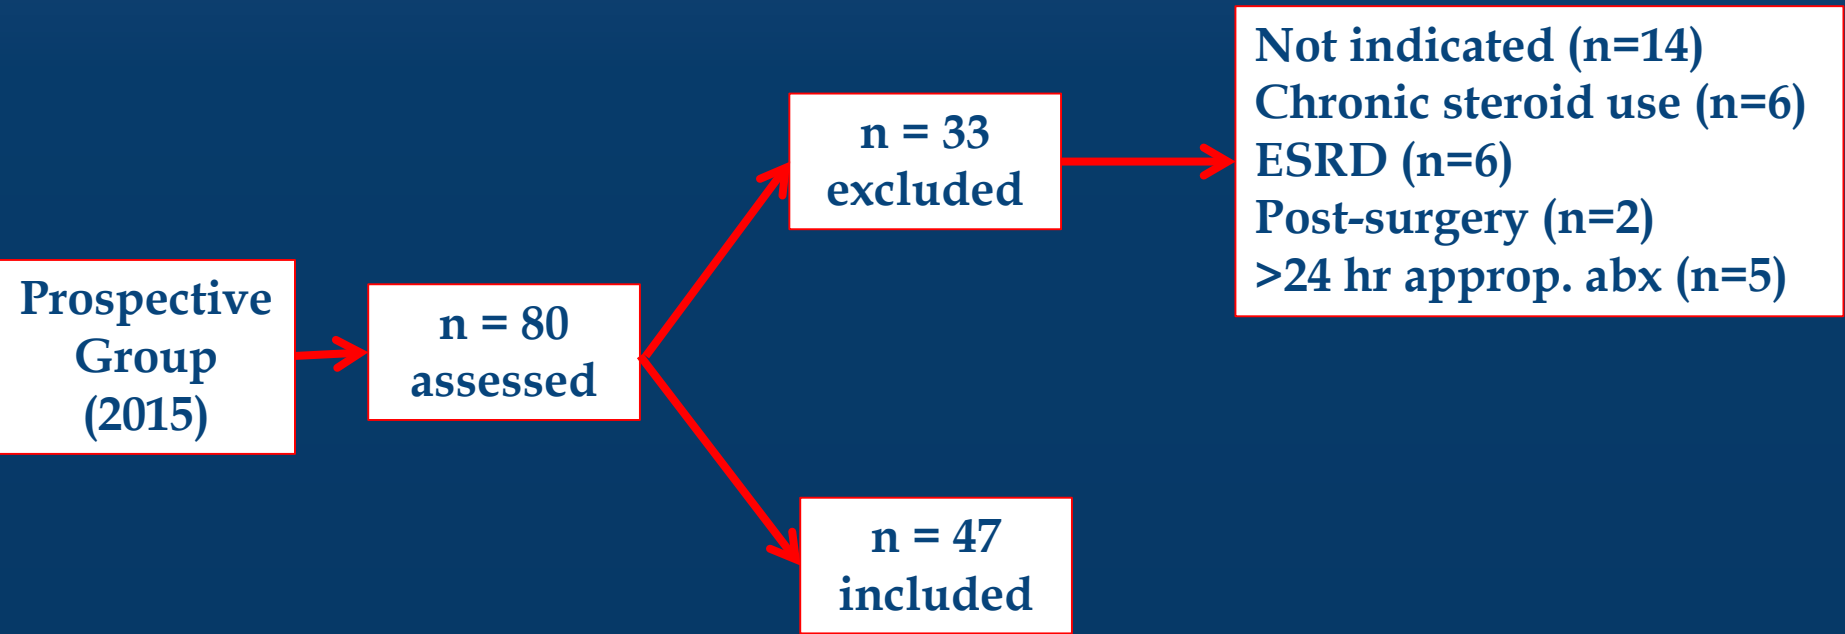 Prospective
Group
(2015)
n = 80
assessed
n = 33
excluded
Not indicated (n=14)
Chronic steroid use (n=6)
ESRD (n=6)
Post-surgery (n=2)
>24 hr approp. abx (n=5)
n = 47
included